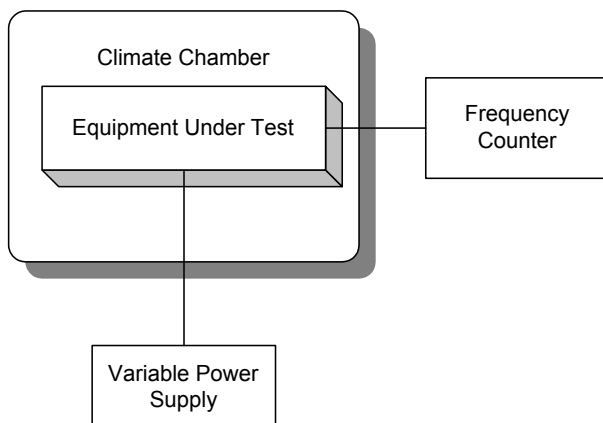 Climate Chamber
Equipment Under Test
Frequency
Counter
Variable Power
Supply